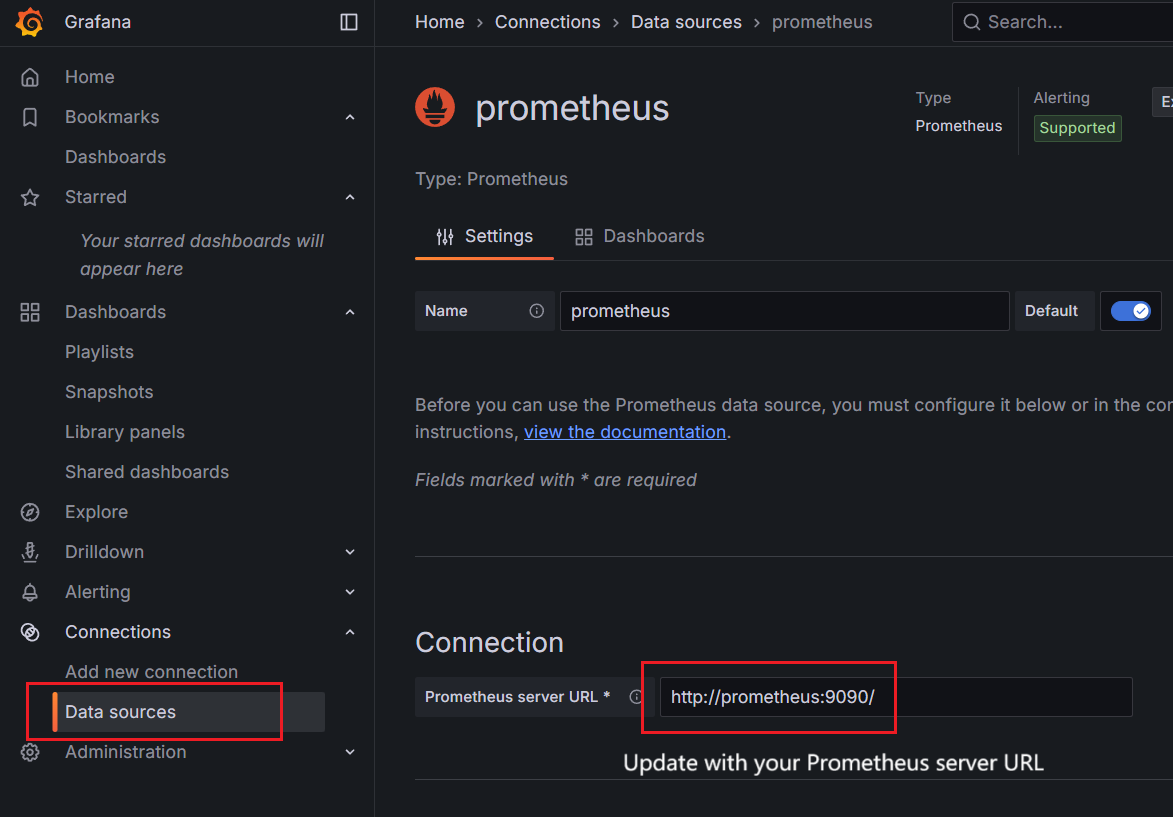 Grafana
Home
Bookmarks
Dashboards
Starred
Your starred dashboards will
appear here
Dashboards
Playlists
Snapshots
Library panels
Shared dashboards
Explore
Drilldown
Alerting
Connections
Add new connection
Data sources
Administration
Home › Connections › Data sources › prometheus
Search...
prometheus
Type
Prometheus
Alerting
Supported
Type: Prometheus
Settings
Dashboards
Name
prometheus
Default
Before you can use the Prometheus data source, you must configure it below or in the
instructions, view the documentation.
Fields marked with * are required
Connection
Prometheus server URL *
http://prometheus:9090/
Update with your Prometheus server URL